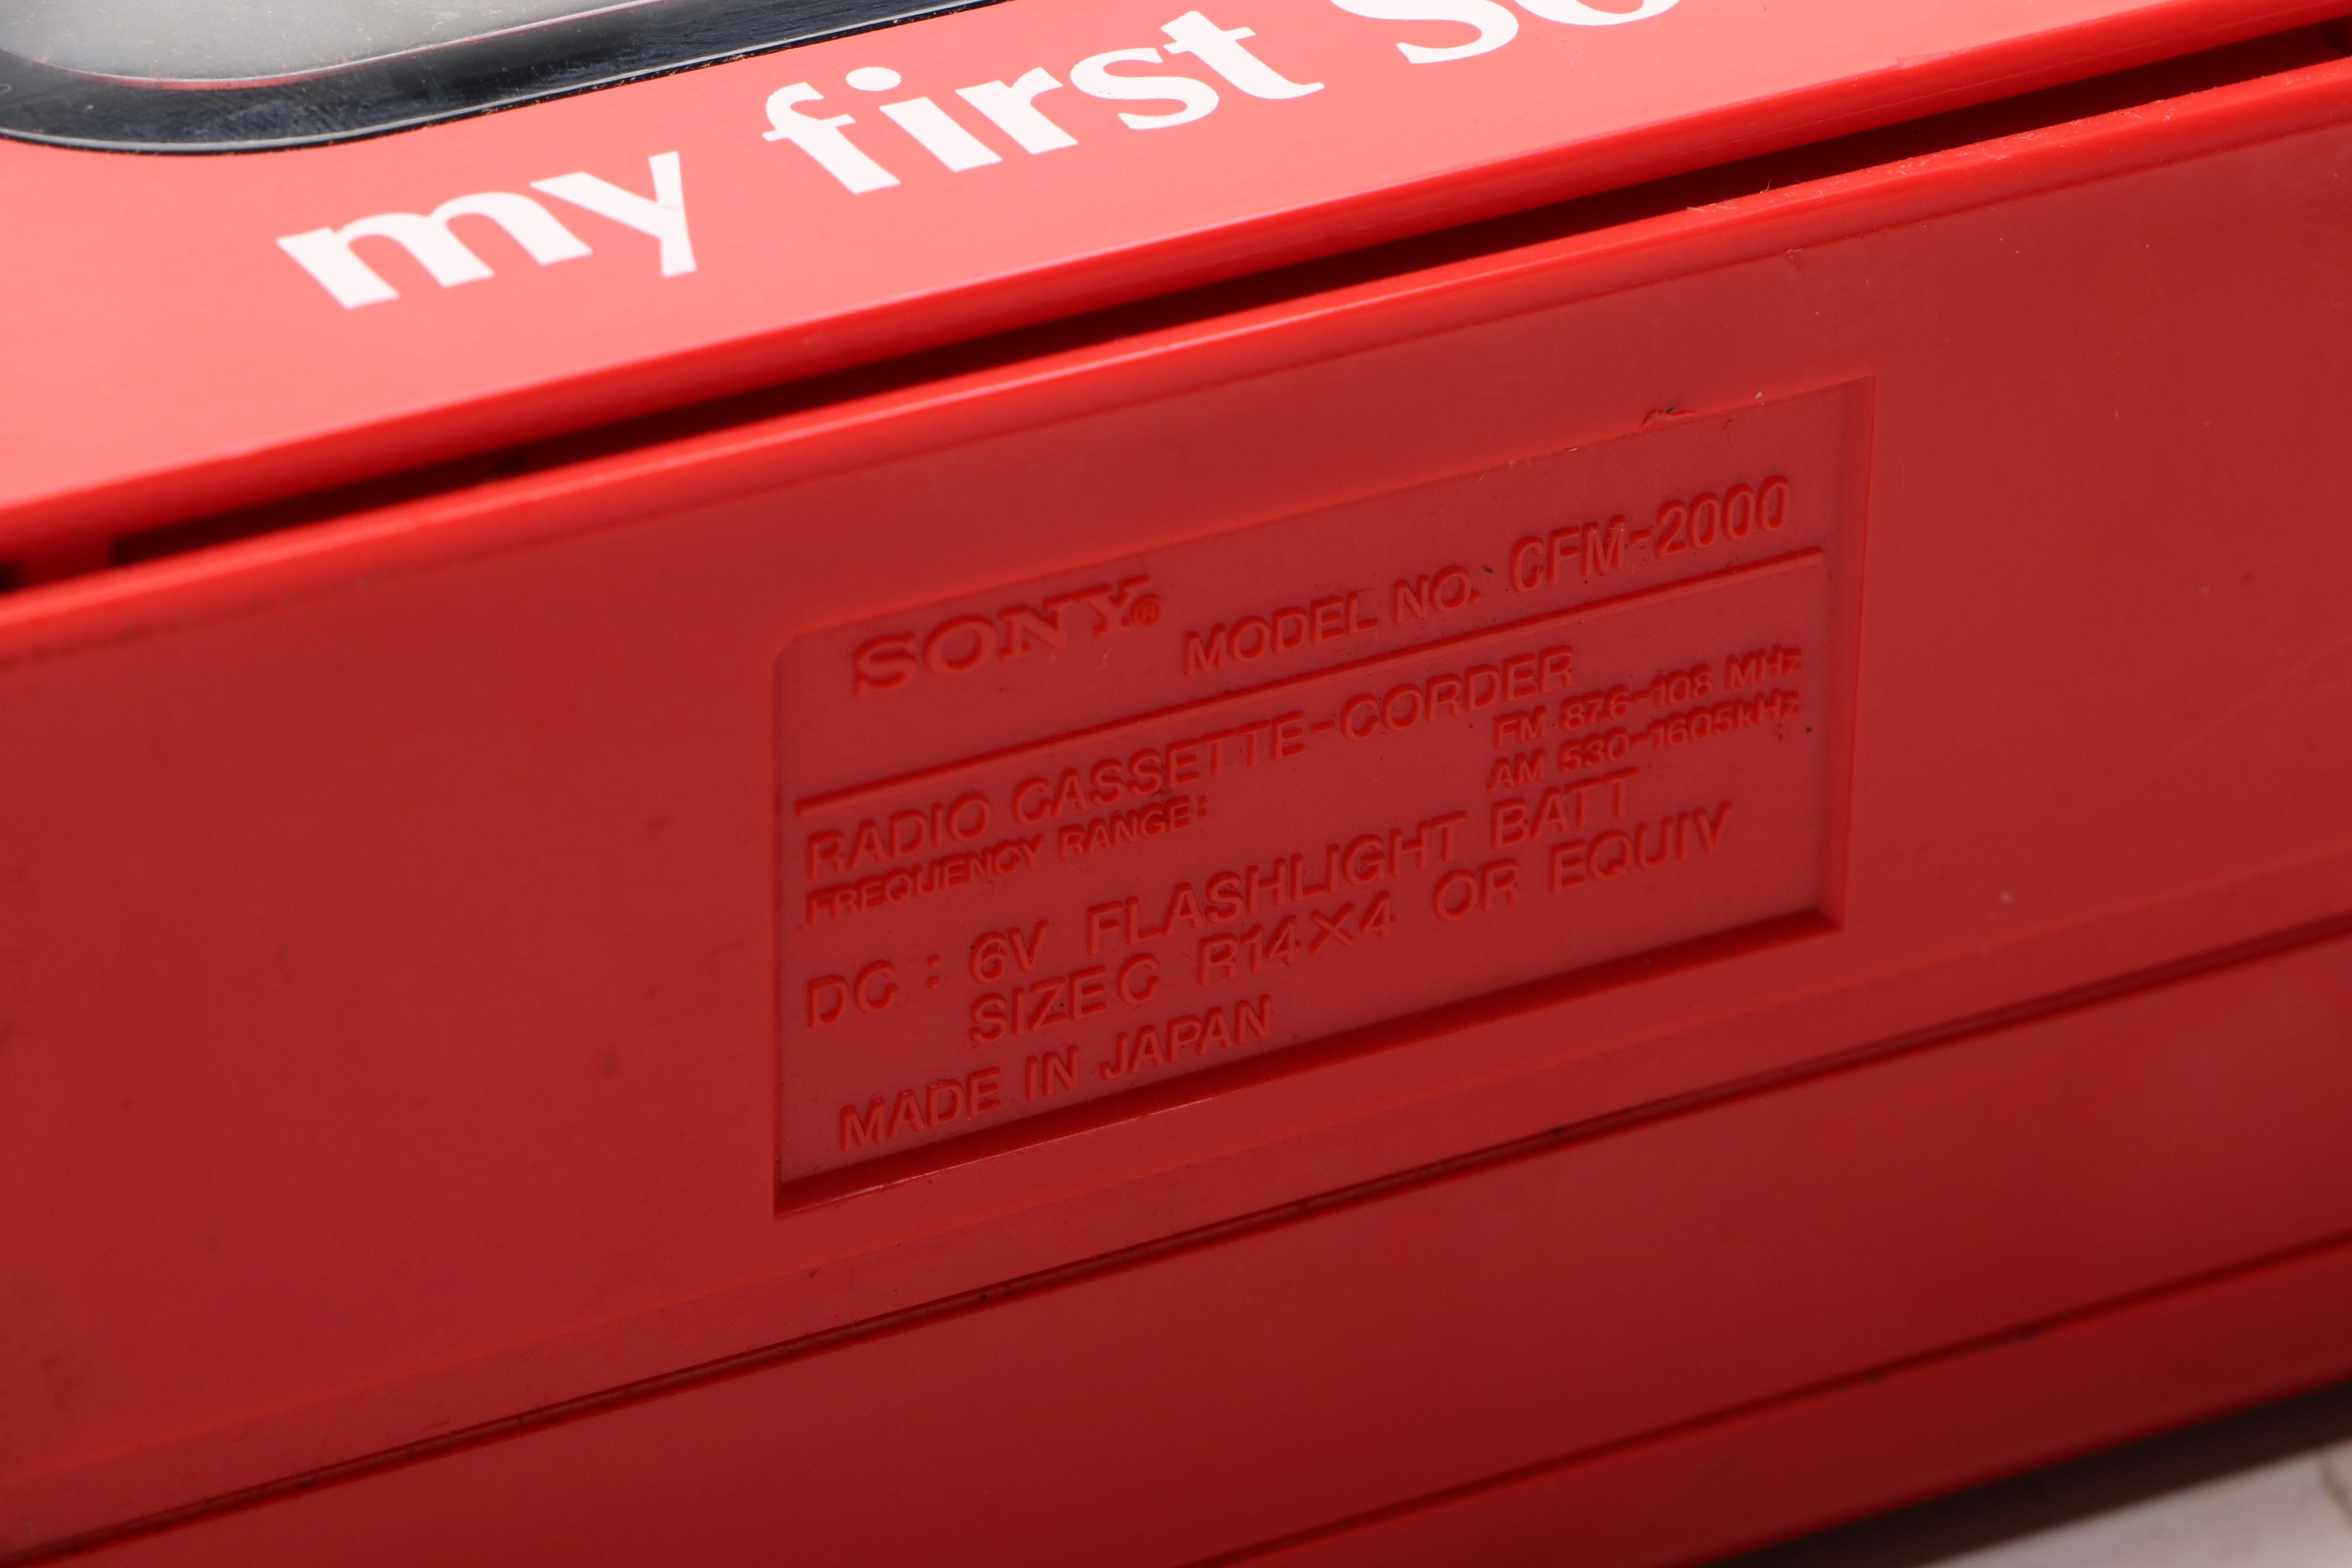 my first So
SONY® MODEL NO. CFM-2000
RADIO CASSETTE-CORDER
FREQUENCY RANGE: FM 87.6-108 MHz
AM 530-1605kHz
DC : 6V FLASHLIGHT BATT
SIZE C R14×4 OR EQUIV
MADE IN JAPAN